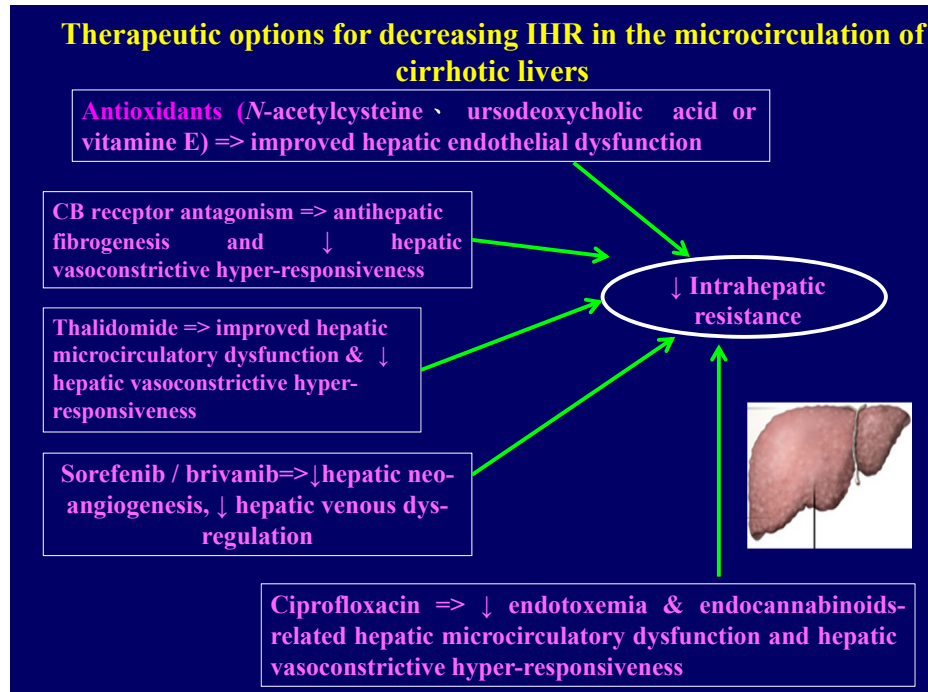 Therapeutic options for decreasing IHR in the microcirculation of
cirrhotic livers
Antioxidants (N-acetylcysteine、 ursodeoxycholic acid or
vitamine E) => improved hepatic endothelial dysfunction
CB receptor antagonism => antihepatic
fibrogenesis and ↓ hepatic
vasoconstrictive hyper-responsiveness
↓ Intrahepatic
resistance
Thalidomide => improved hepatic
microcirculatory dysfunction & ↓
hepatic vasoconstrictive hyper-
responsiveness
Sorefenib / brivanib=>↓hepatic neo-
angiogenesis, ↓ hepatic venous dys-
regulation
Ciprofloxacin => ↓ endotoxemia & endocannabinoids-
related hepatic microcirculatory dysfunction and hepatic
vasoconstrictive hyper-responsiveness